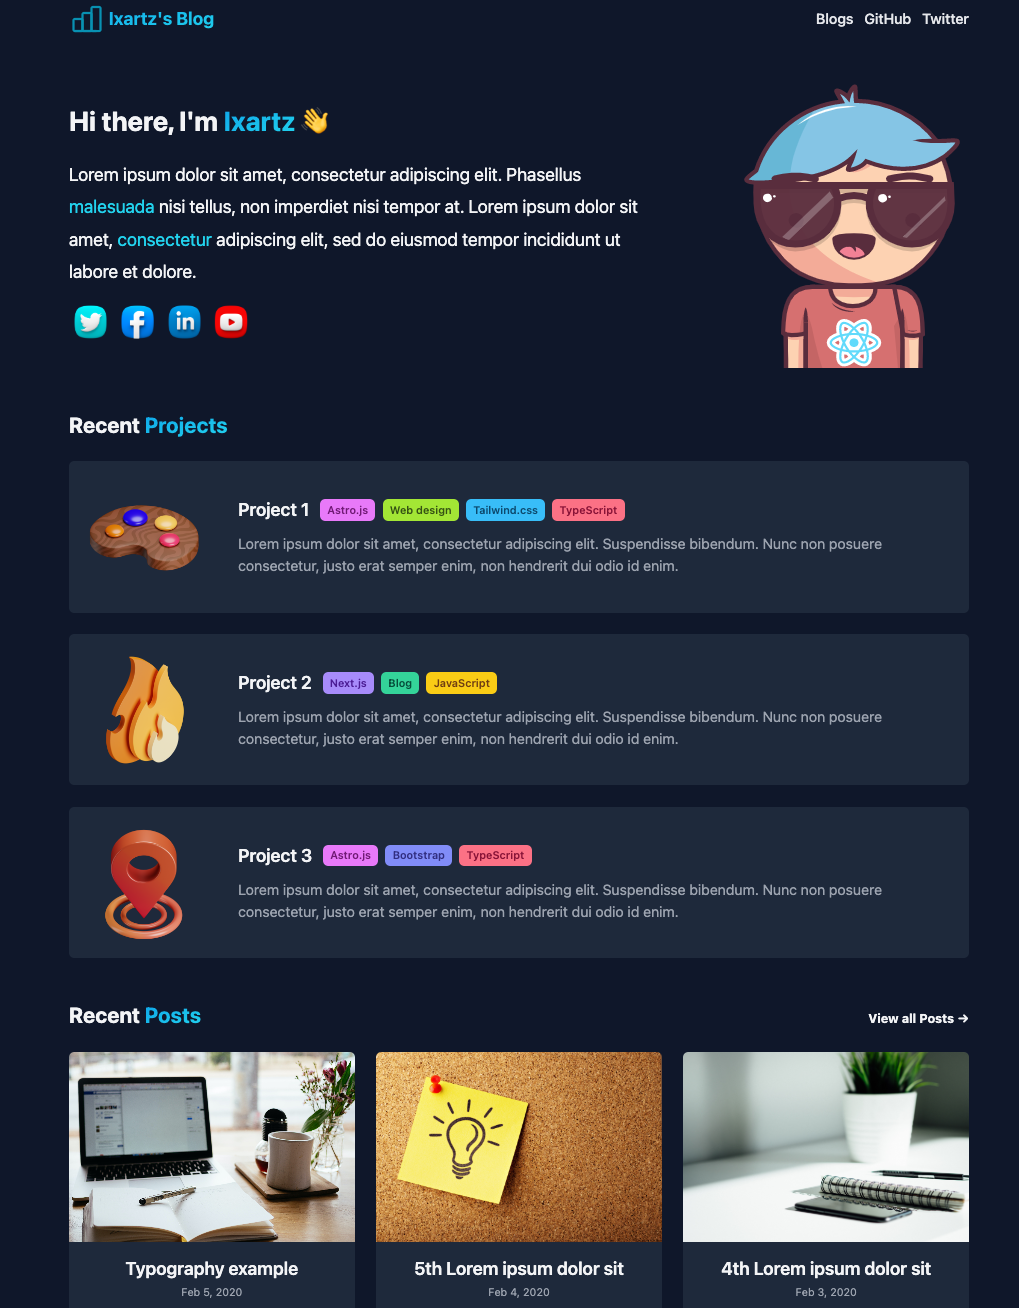 Ixartz's Blog
Blogs GitHub Twitter
Hi there, I'm Ixartz 👋
Lorem ipsum dolor sit amet, consectetur adipiscing elit. Phasellus
malesuada nisi tellus, non imperdiet nisi tempor at. Lorem ipsum dolor sit
amet, consectetur adipiscing elit, sed do eiusmod tempor incididunt ut
labore et dolore.
in
Recent Projects
Project 1 Astro.js Web design Tailwind.css TypeScript
Lorem ipsum dolor sit amet, consectetur adipiscing elit. Suspendisse bibendum. Nunc non posuere
consectetur, justo erat semper enim, non hendrerit dui odio id enim.
Project 2 Next.js Blog JavaScript
Lorem ipsum dolor sit amet, consectetur adipiscing elit. Suspendisse bibendum. Nunc non posuere
consectetur, justo erat semper enim, non hendrerit dui odio id enim.
Project 3 Astro.js Bootstrap TypeScript
Lorem ipsum dolor sit amet, consectetur adipiscing elit. Suspendisse bibendum. Nunc non posuere
consectetur, justo erat semper enim, non hendrerit dui odio id enim.
Recent Posts
View all Posts →
Typography example
Feb 5, 2020
5th Lorem ipsum dolor sit
Feb 4, 2020
4th Lorem ipsum dolor sit
Feb 3, 2020